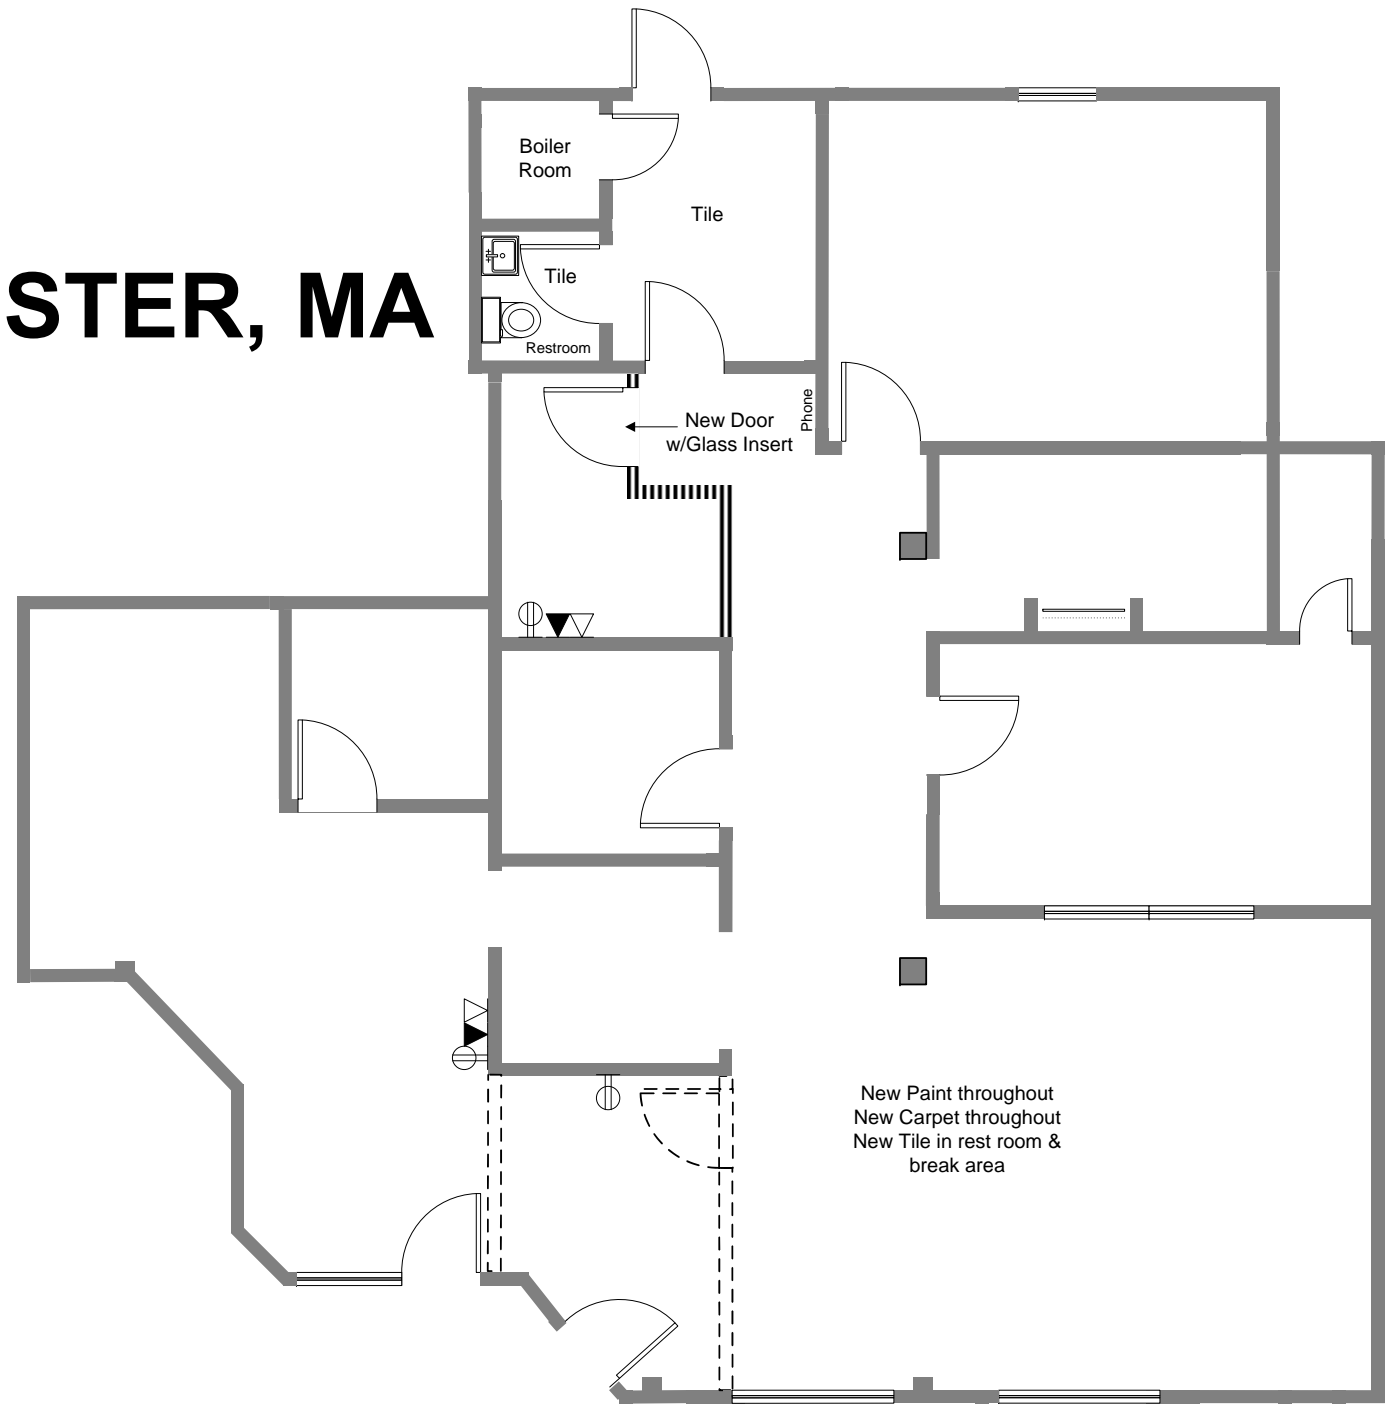 Boiler
Room
Tile
STER, MA
Tile
Restroom
Phone
New Door
w/Glass Insert
New Paint throughout
New Carpet throughout
New Tile in rest room &
break area